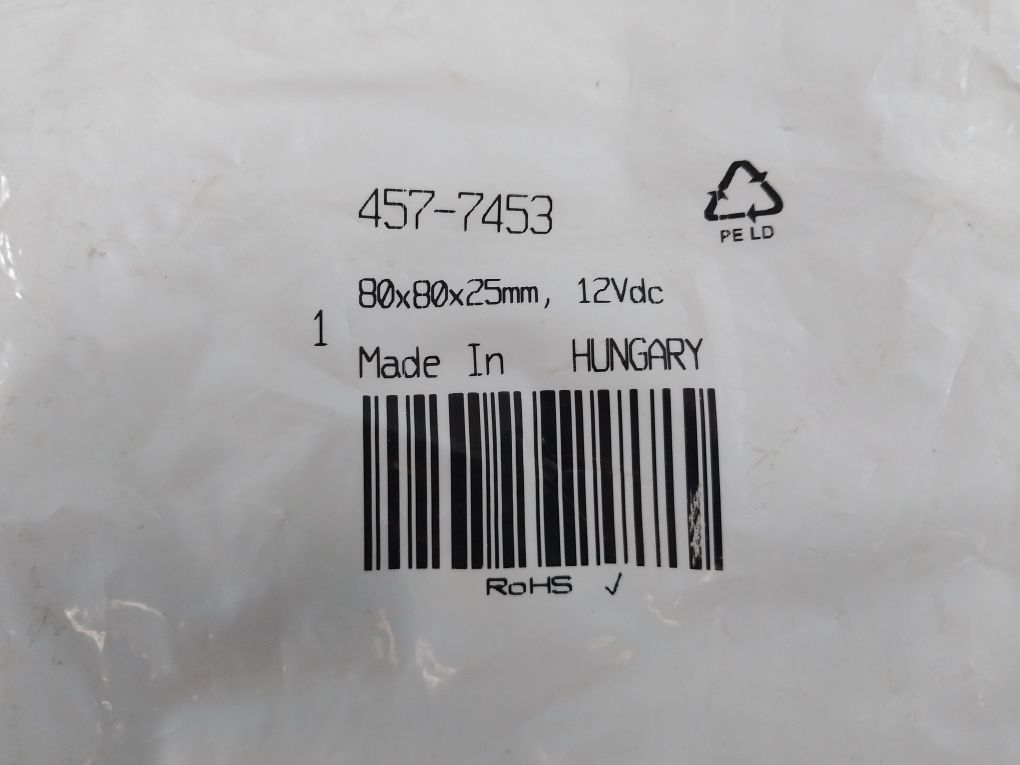 457-7453
PE LD
80x80x25mm, 12Vdc
1
Made In HUNGARY
RoHS ✓